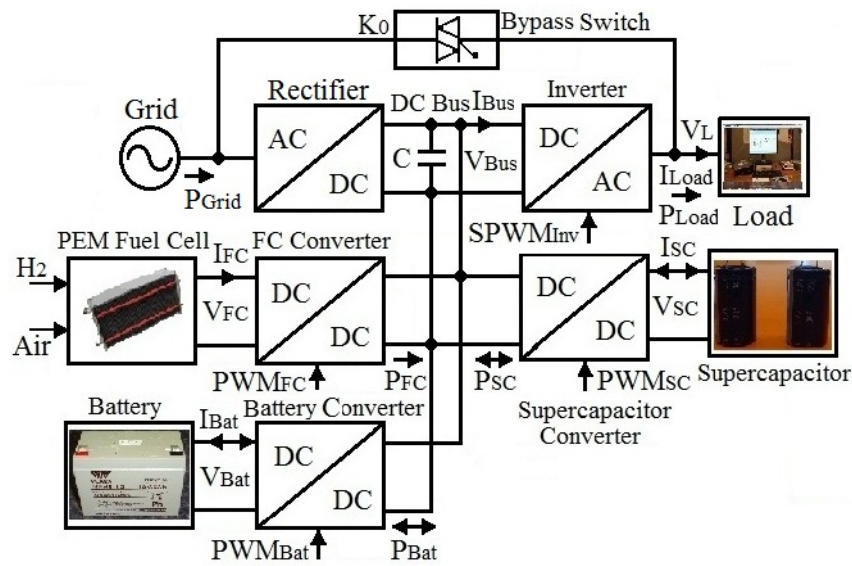 K0
Bypass Switch
Grid
Rectifier
DC Bus
IBus
Inverter
AC
DC
C
VBus
DC
AC
VL
ILoad
PLoad
Load
PGrid
SPWMInv
PEM Fuel Cell
IFC
FC Converter
H2
Air
VFC
DC
DC
PWMFC
PFC
PSC
DC
DC
ISC
VSC
PWMSC
Supercapacitor
Supercapacitor
Converter
Battery
IBat
Battery Converter
VBat
DC
DC
PWMBat
PBat